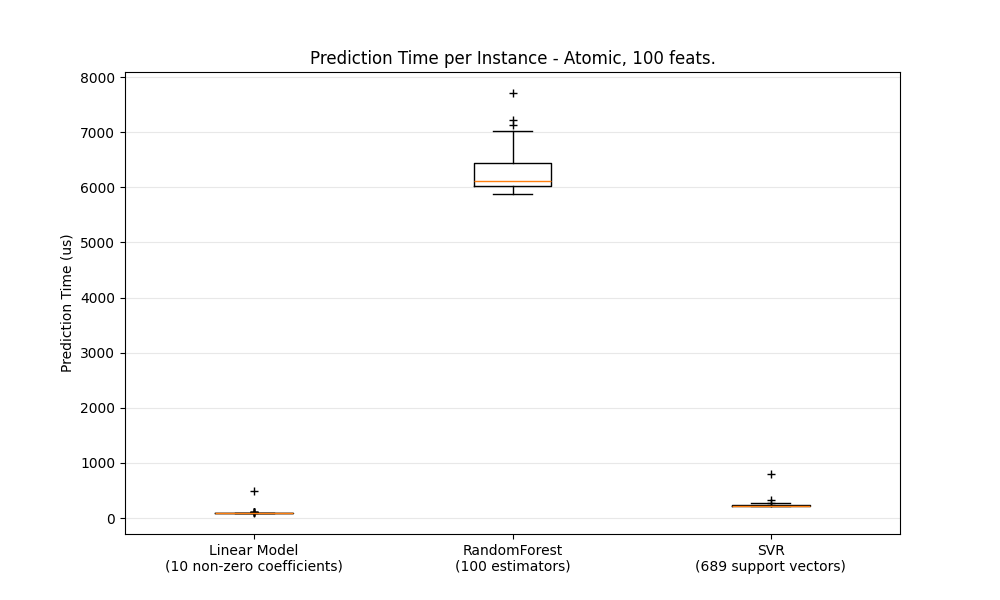 Prediction Time per Instance - Atomic, 100 feats.
Prediction Time (us)
8000
7000
6000
5000
4000
3000
2000
1000
0
Linear Model
(10 non-zero coefficients)
RandomForest
(100 estimators)
SVR
(689 support vectors)